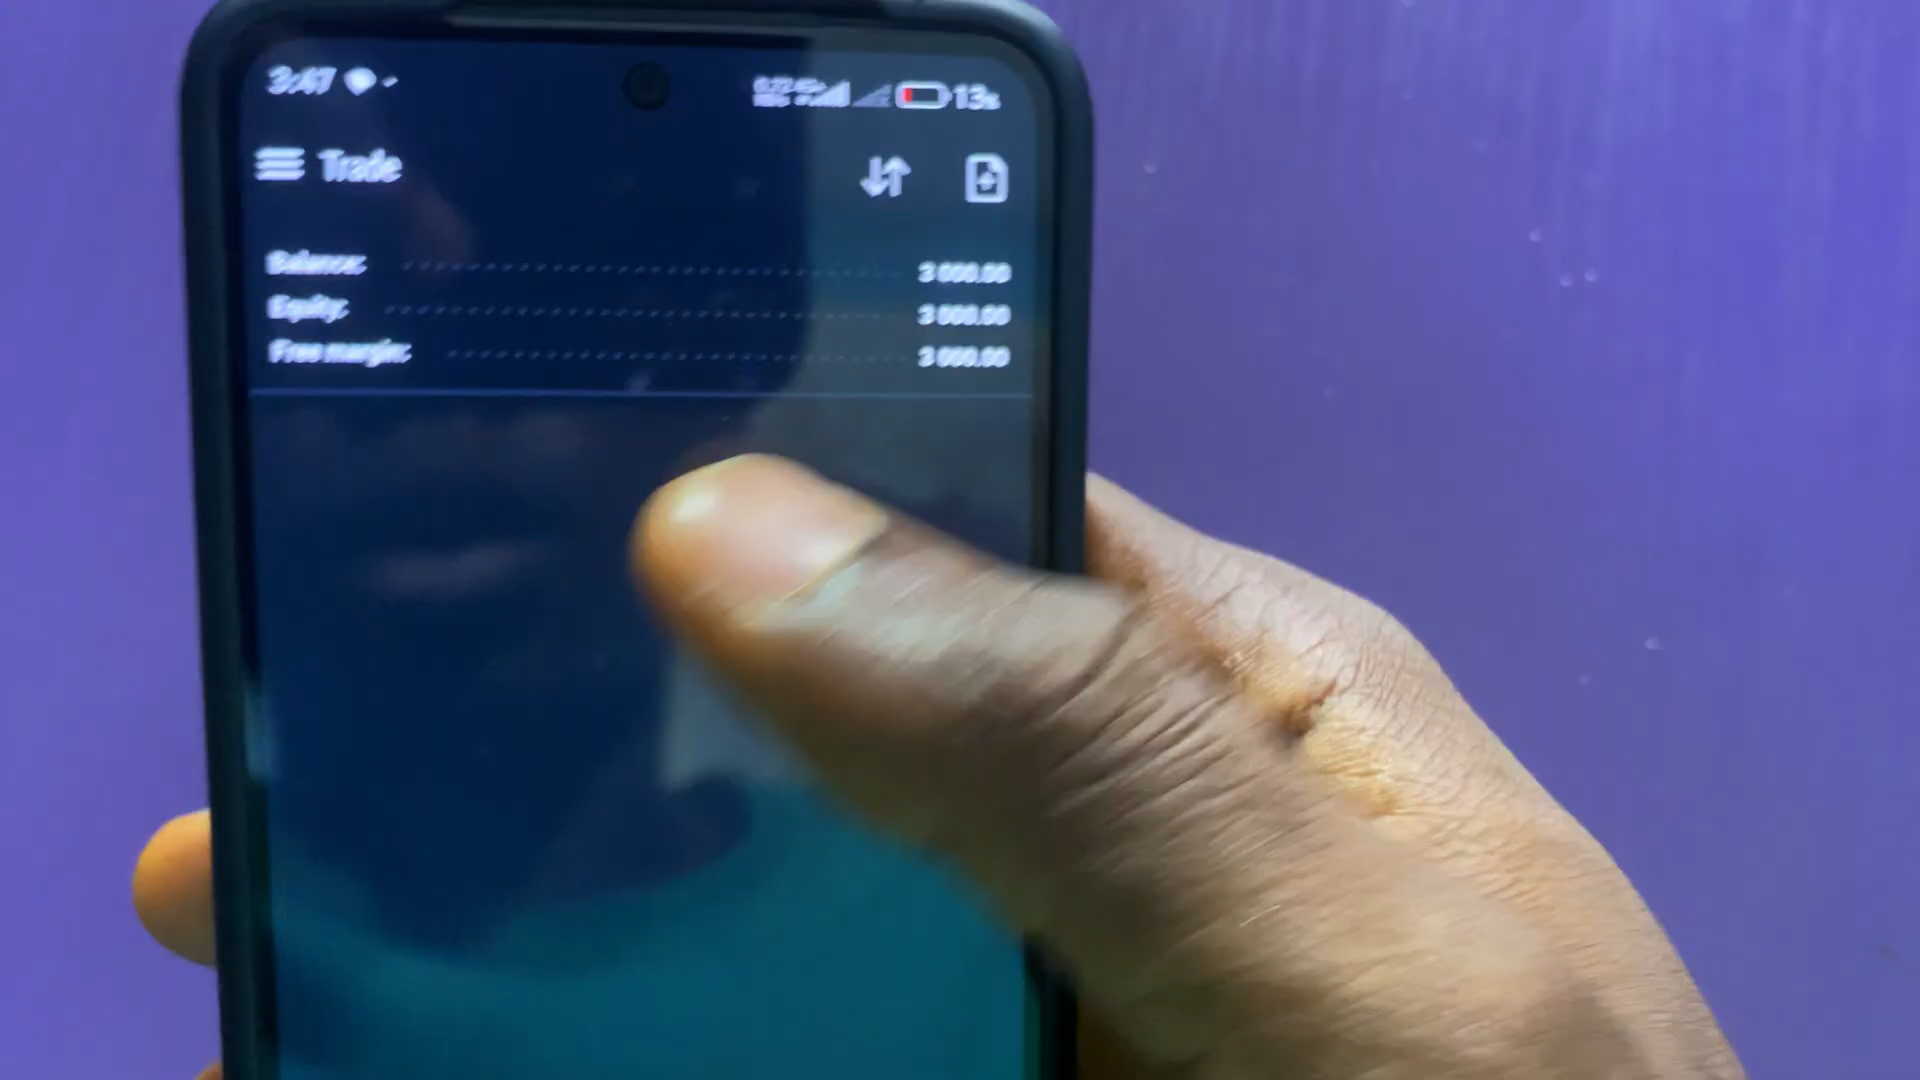 3:47
13%
Trade
Balance: 3 000.00
Equity: 3 000.00
Free margin: 3 000.00